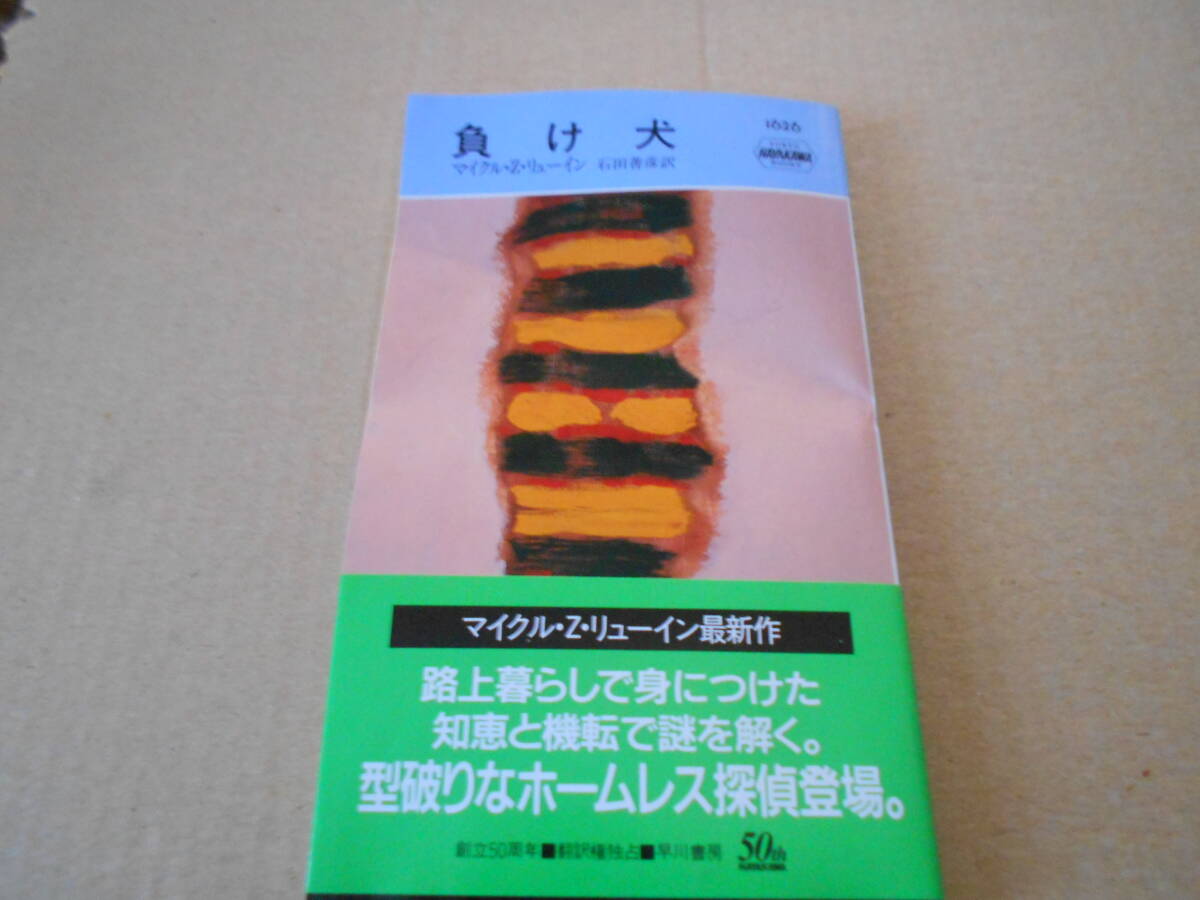 負け犬
1626
マイクル・Z・リューイン 石田善彦訳
HAYAKAWA
マイクル・Z・リューイン最新作
路上暮らしで身につけた
知恵と機転で謎を解く。
型破りなホームレス探偵登場。
創立50周年■翻訳権独占■早川書房
50th